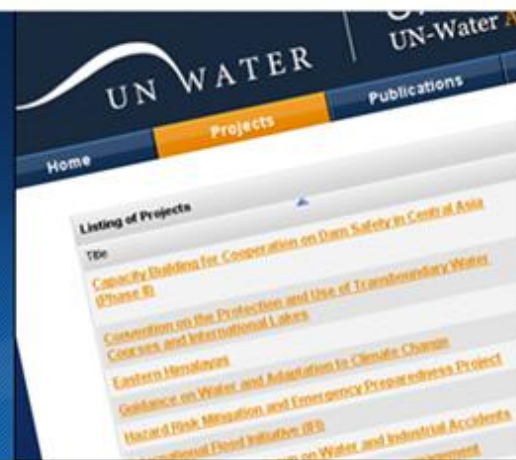 UN WATER
UN-Water
Home
Projects
Publications
Listing of Projects
Title
Capacity Building for Cooperation on Dam Safety in Central Asia
(Phase II)
Convention on the Protection and Use of Transboundary Water
Courses and International Lakes
Eastern Himalayas
Guidance on Water and Adaptation to Climate Change
Hazard Risk Mitigation and Emergency Preparedness Project
International Flood Initiative (IFI)
on Water and Industrial Accidents